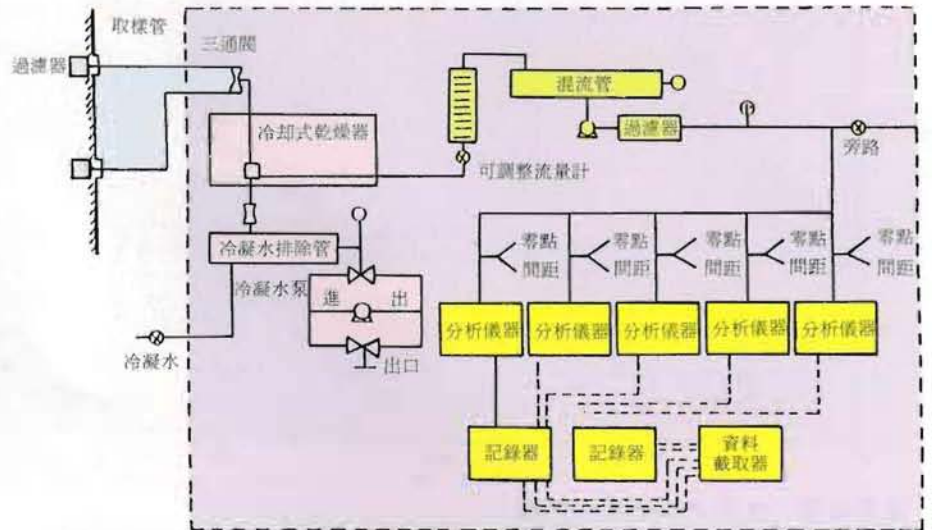 取樣管
三通閥
過濾器
混流管
冷却式乾燥器
過濾器
旁路
可調整流量計
冷凝水排除管
零點
間距
零點
間距
零點
間距
零點
間距
零點
間距
冷凝水泵
進
出
分析儀器
分析儀器
分析儀器
分析儀器
分析儀器
冷凝水
出口
記錄器
記錄器
資料
截取器